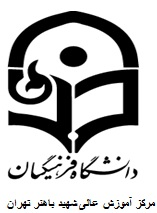 دانشگاه فرهنگیان
مرکز آموزش عالی شهید باهنر تهران